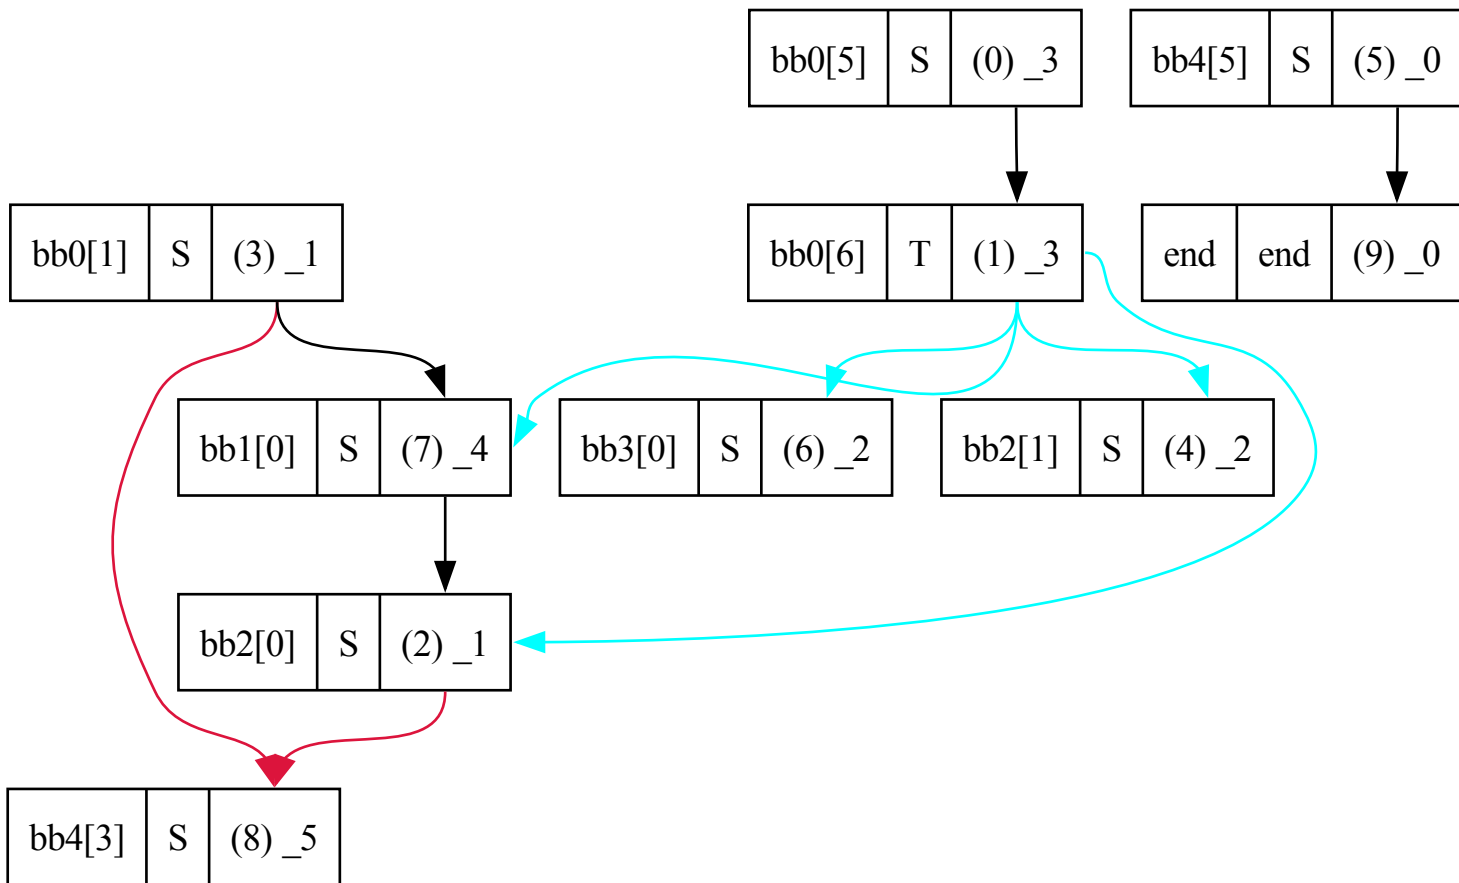 bb0[5] S (0) _3
bb4[5] S (5) _0
bb0[1] S (3) _1
bb0[6] T (1) _3
end end (9) _0
bb1[0] S (7) _4
bb3[0] S (6) _2
bb2[1] S (4) _2
bb2[0] S (2) _1
bb4[3] S (8) _5